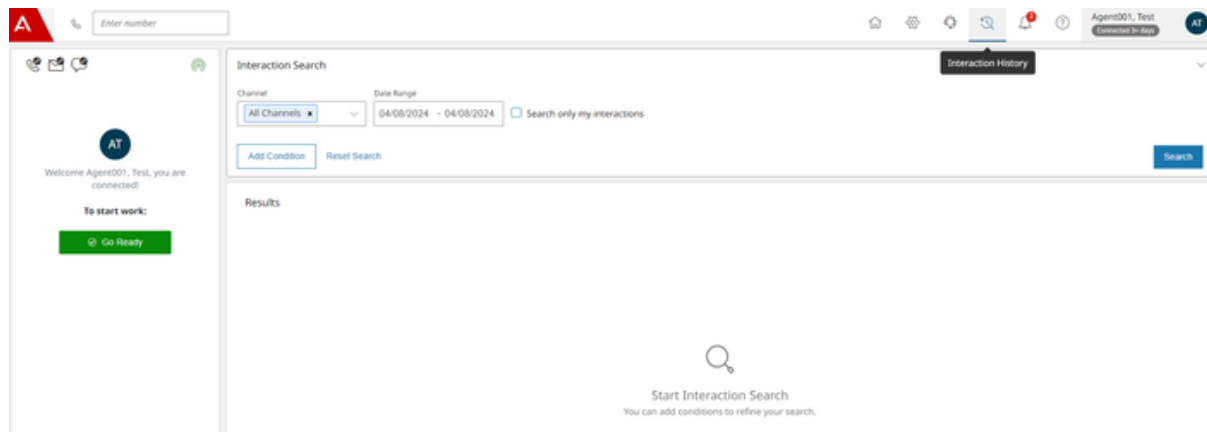 Enter number
2
Agent001, Test
Connected 3+ days
AT
Interaction History
Interaction Search
Channel
Date Range
All Channels x
04/08/2024 - 04/08/2024
Search only my interactions
Add Condition
Reset Search
Search
AT
Welcome Agent001, Test, you are
connected!
To start work:
Go Ready
Results
Start Interaction Search
You can add conditions to refine your search.